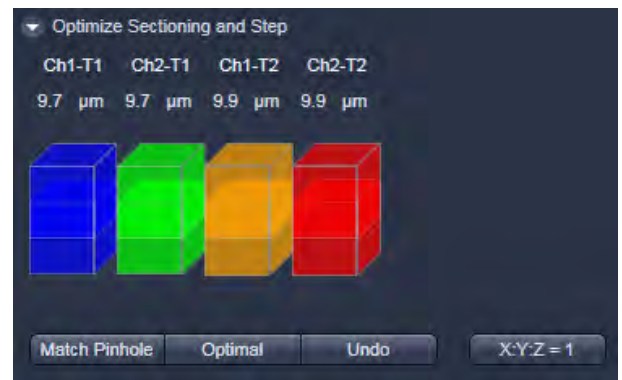 Optimize Sectioning and Step
Ch1-T1 Ch2-T1 Ch1-T2 Ch2-T2
9.7 μm 9.7 μm 9.9 μm 9.9 μm
Match Pinhole Optimal Undo X:Y:Z = 1